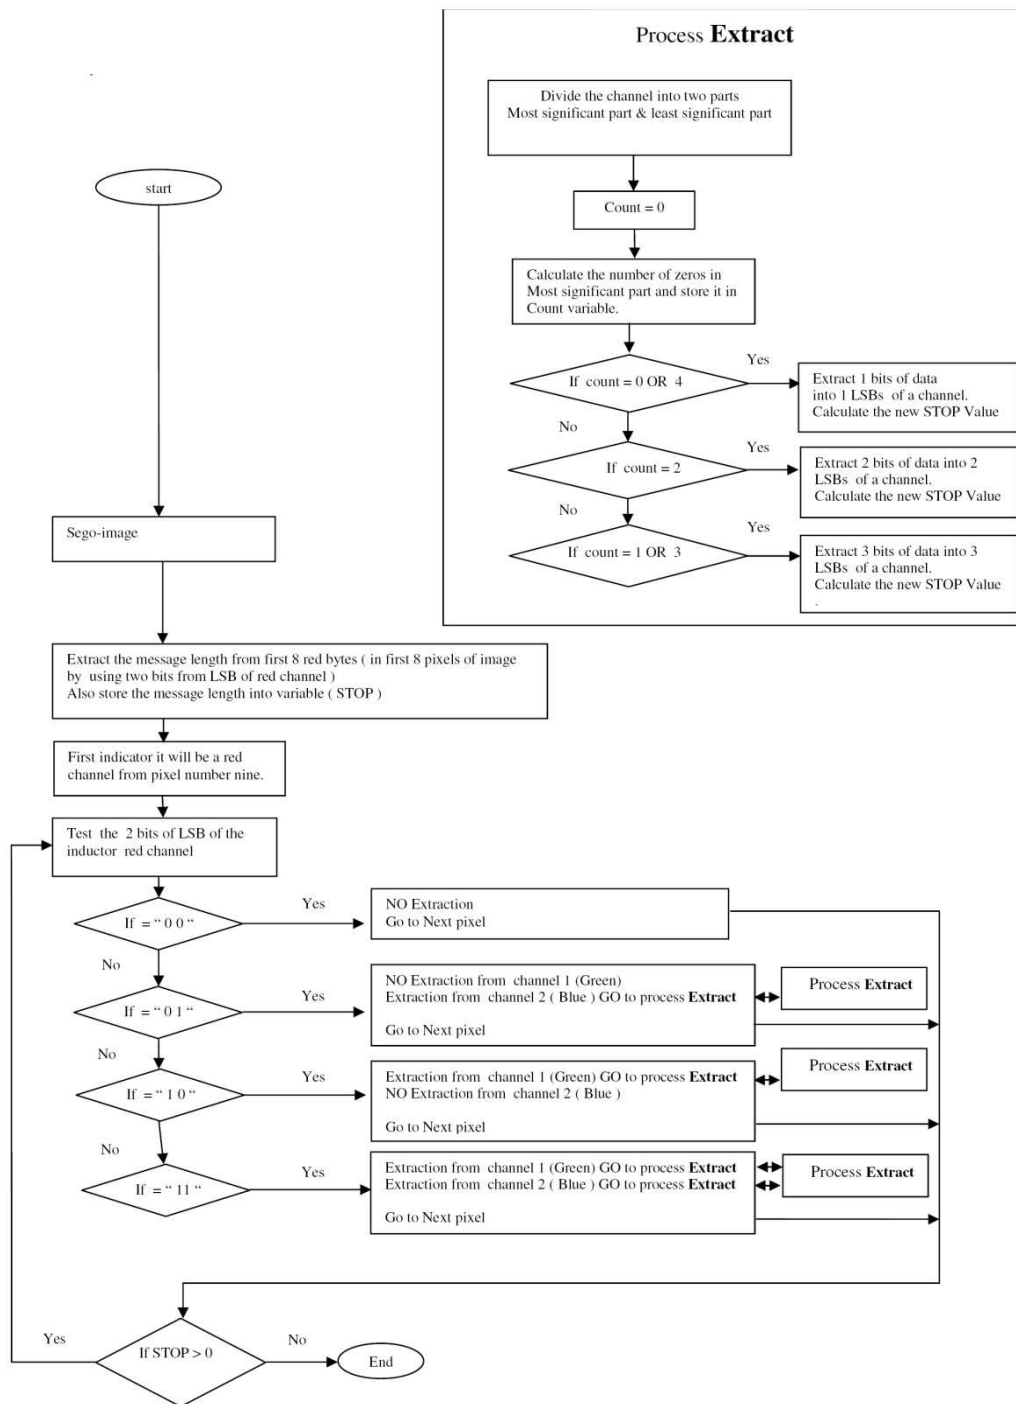 Process Extract
Divide the channel into two parts
Most significant part & least significant part
Count = 0
Calculate the number of zeros in
Most significant part and store it in
Count variable.
If count = 0 OR 4
Yes
Extract 1 bits of data
into 1 LSBs of a channel.
Calculate the new STOP Value
No
If count = 2
Yes
Extract 2 bits of data into 2
LSBs of a channel.
Calculate the new STOP Value
No
If count = 1 OR 3
Yes
Extract 3 bits of data into 3
LSBs of a channel.
Calculate the new STOP Value
.
start
Sego-image
Extract the message length from first 8 red bytes ( in first 8 pixels of image
by using two bits from LSB of red channel )
Also store the message length into variable ( STOP )
First indicator it will be a red
channel from pixel number nine.
Test the 2 bits of LSB of the
inductor red channel
If = “ 0 0 “
Yes
NO Extraction
Go to Next pixel
No
If = “ 0 1 “
Yes
NO Extraction from channel 1 (Green)
Extraction from channel 2 ( Blue ) GO to process Extract
Go to Next pixel
Process Extract
No
If = “ 1 0 “
Yes
Extraction from channel 1 (Green) GO to process Extract
NO Extraction from channel 2 ( Blue )
Go to Next pixel
Process Extract
No
If = “ 11 “
Yes
Extraction from channel 1 (Green) GO to process Extract
Extraction from channel 2 ( Blue ) GO to process Extract
Go to Next pixel
Process Extract
If STOP > 0
Yes
No
End